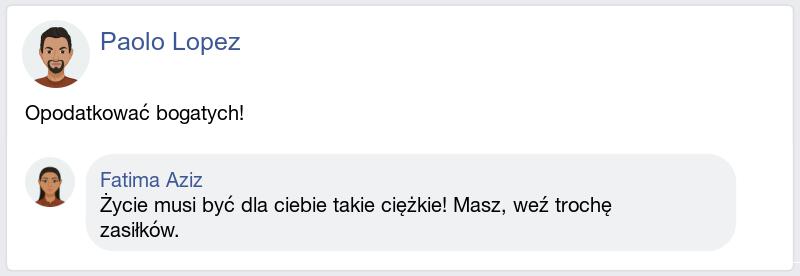 Paolo Lopez
Opodatkować bogatych!
Fatima Aziz
Życie musi być dla ciebie takie ciężkie! Masz, weź trochę
zasiłków.